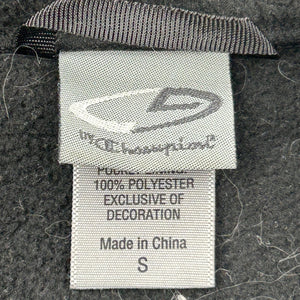 by Champion
POCKET LINING:
100% POLYESTER
EXCLUSIVE OF
DECORATION
Made in China
S